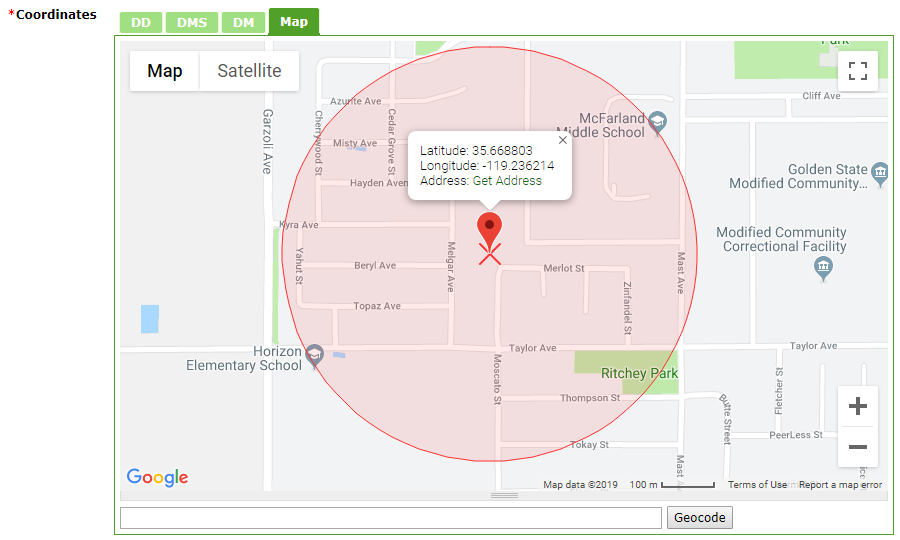 *Coordinates
DD DMS DM Map
Map Satellite
Park
Cliff Ave
Azurite Ave
McFarland
Middle School
Garzoli Ave
Cherrywood St
Cedar Grove St
Misty Ave
Latitude: 35.668803
Longitude: -119.236214
Address: Get Address
Hayden Aven
Golden State
Modified Community...
Kyra Ave
Modified Community
Correctional Facility
Yahut St
Melgar Ave
Mast Ave
Beryl Ave
Merlot St
Zinfandel St
Topaz Ave
Taylor Ave
Taylor Ave
Horizon
Elementary School
Moscato St
Ritchey Park
Fletcher St
Thompson St
Butte Street
PeerLess St
Tokay St
Mast A
Google
Map data ©2019 100 m Terms of Use Report a map error
Geocode